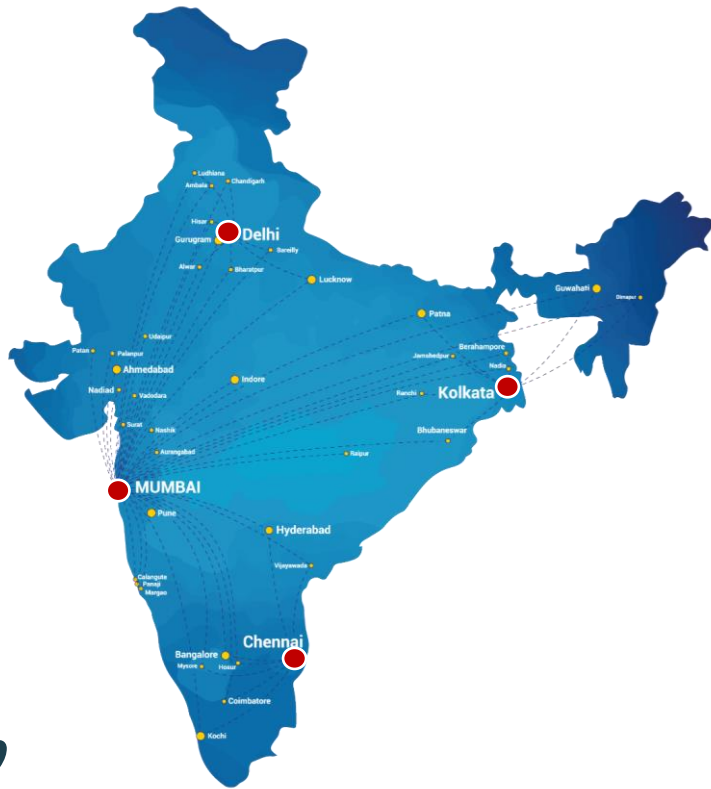 Ludhiana
Chandigarh
Ambala
Hisar
Delhi
Gurugram
Bareilly
Alwar
Bharatpur
Lucknow
Guwahati
Dimapur
Patna
Udaipur
Berahampore
Patan
Palanpur
Jamshedpur
Nadia
Ahmedabad
Indore
Kolkata
Nadiad
Vadodara
Ranchi
Surat
Nashik
Bhubaneswar
Aurangabad
Raipur
MUMBAI
Pune
Hyderabad
Vijayawada
Calangute
Panaji
Margao
Chennai
Bangalore
Mysore
Hosur
Coimbatore
Kochi